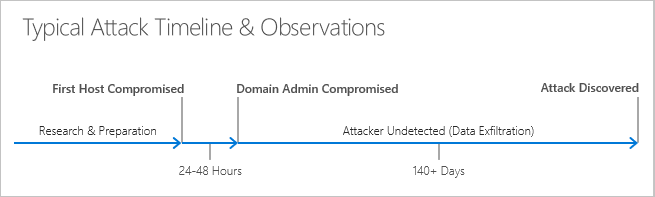 Typical Attack Timeline & Observations
First Host Compromised
Domain Admin Compromised
Attack Discovered
Research & Preparation
Attacker Undetected (Data Exfiltration)
24-48 Hours
140+ Days